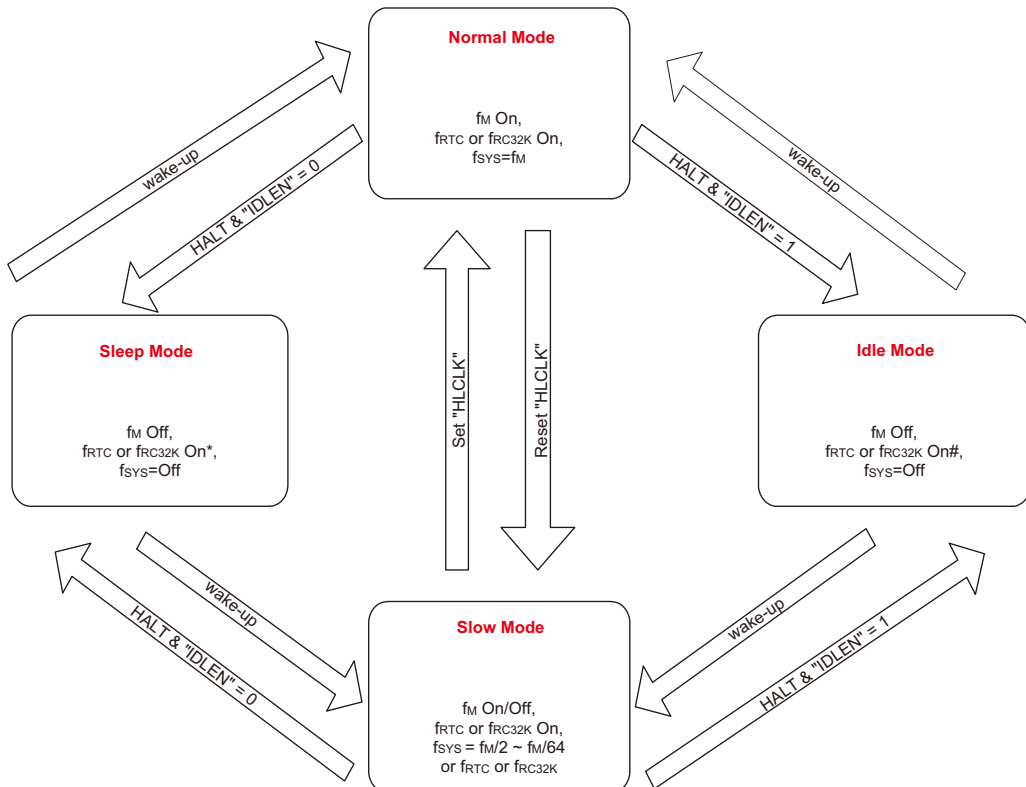 Normal Mode
fM On,
fRTC or fRC32K On,
fSYS=fM
wake-up
HALT & "IDLEN" = 0
HALT & "IDLEN" = 1
wake-up
Sleep Mode
fM Off,
fRTC or fRC32K On*,
fSYS=Off
Set "HLCLK"
Reset "HLCLK"
Idle Mode
fM Off,
fRTC or fRC32K On#,
fSYS=Off
wake-up
HALT & "IDLEN" = 0
wake-up
HALT & "IDLEN" = 1
Slow Mode
fM On/Off,
fRTC or fRC32K On,
fSYS = fM/2 ~ fM/64
or fRTC or fRC32K